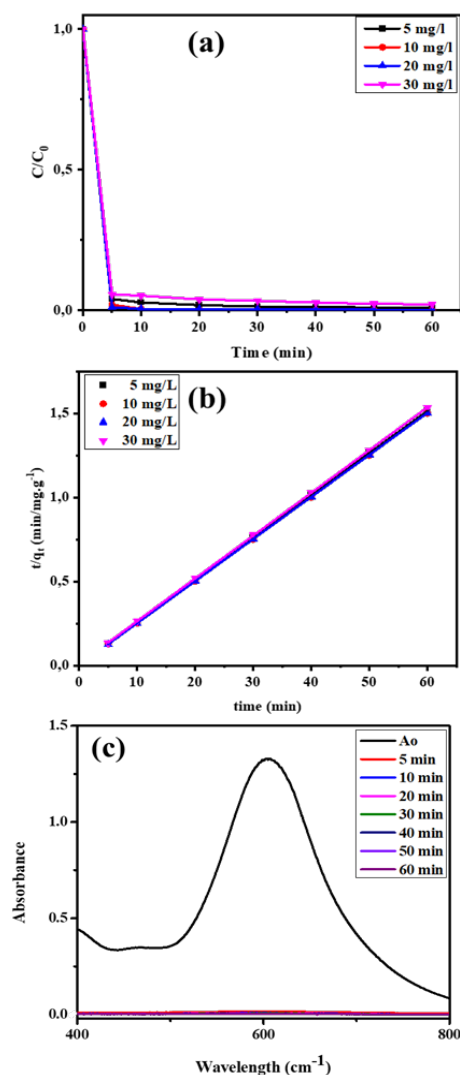 (a)
5 mg/l
10 mg/l
20 mg/l
30 mg/l
1,0
0,5
0,0
C/C0
0 10 20 30 40 50 60
Time (min)
(b)
5 mg/L
10 mg/L
20 mg/L
30 mg/L
1.5
1.0
0.5
0,0
t/qt (min/mg.g-1)
0 10 20 30 40 50 60
time (min)
(c)
Ao
5 min
10 min
20 min
30 min
40 min
50 min
60 min
1.5
1.0
0.5
0.0
Absorbance
400 600 800
Wavelength (cm-1)